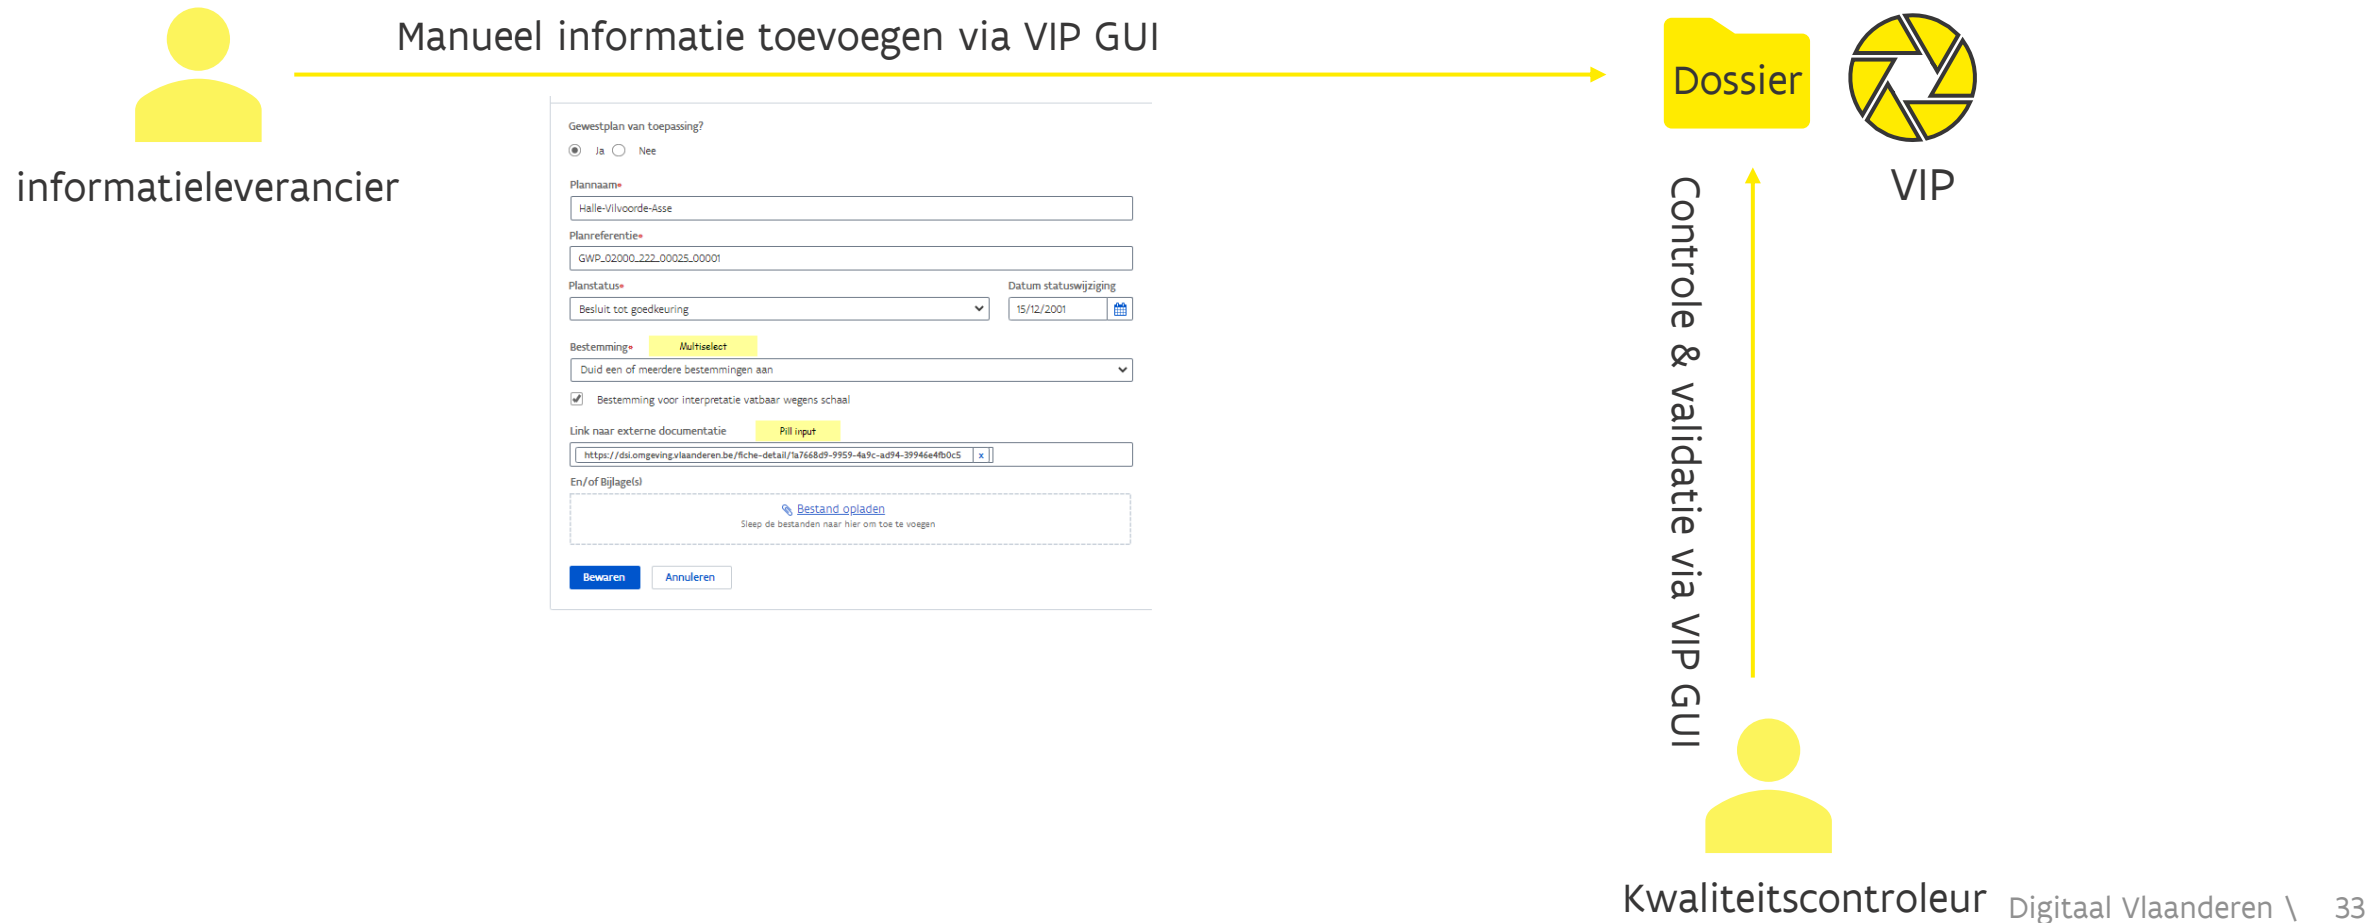 Manueel informatie toevoegen via VIP GUI
informatieleverancier
Gewestplan van toepassing?
Ja Nee
Plannaam•
Halle-Vilvoorde-Asse
Planreferentie•
GWP_02000_222_00025_00001
Planstatus• Datum statuswijziging
Besluit tot goedkeuring 15/12/2001
Bestemming• Multiselect
Duid een of meerdere bestemmingen aan
Bestemming voor interpretatie vatbaar wegens schaal
Link naar externe documentatie Pill input
https://dsi.omgeving.vlaanderen.be/fiche-detail/1a7668d9-9959-4a9c-ad94-39946e4fb0c5 x
En/of Bijlage(s)
Bestand opladen
Sleep de bestanden naar hier om toe te voegen
Bewaren Annuleren
Dossier
VIP
Controle & validatie via VIP GUI
Kwaliteitscontroleur
Digitaal Vlaanderen \ 33